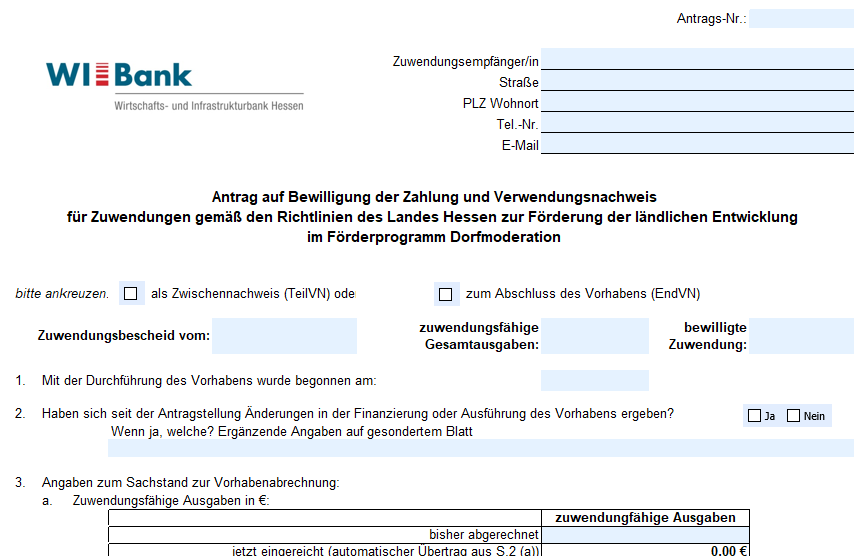 Antrags-Nr.:
WIBank
Wirtschafts- und Infrastrukturbank Hessen
Zuwendungsempfänger/in
Straße
PLZ Wohnort
Tel.-Nr.
E-Mail
Antrag auf Bewilligung der Zahlung und Verwendungsnachweis
für Zuwendungen gemäß den Richtlinien des Landes Hessen zur Förderung der ländlichen Entwicklung
im Förderprogramm Dorfmoderation
bitte ankreuzen. als Zwischennachweis (TeilVN) ode zum Abschluss des Vorhabens (EndVN)
Zuwendungsbescheid vom: zuwendungsfähige Gesamtausgaben: bewilligte Zuwendung:
1. Mit der Durchführung des Vorhabens wurde begonnen am:
2. Haben sich seit der Antragstellung Änderungen in der Finanzierung oder Ausführung des Vorhabens ergeben? Ja Nein
Wenn ja, welche? Ergänzende Angaben auf gesondertem Blatt
3. Angaben zum Sachstand zur Vorhabenabrechnung:
a. Zuwendungsfähige Ausgaben in €:
zuwendungfähige Ausgaben
bisher abgerechnet
jetzt eingereicht (automatischer Übertrag aus S.2 (a)) 0,00 €